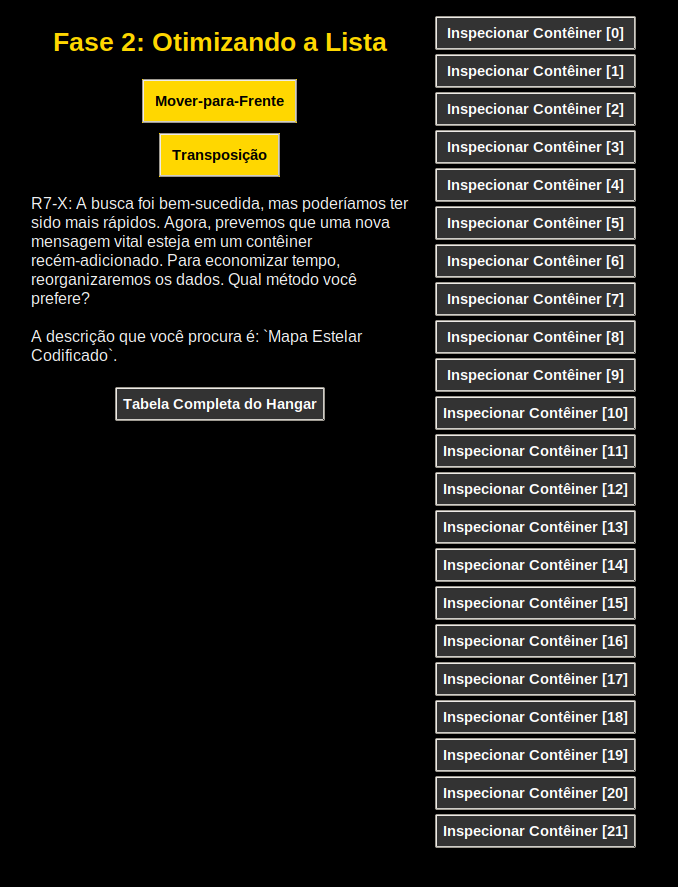 Fase 2: Otimizando a Lista
Mover-para-Frente
Transposição
R7-X: A busca foi bem-sucedida, mas poderíamos ter
sido mais rápidos. Agora, prevemos que uma nova
mensagem vital esteja em um contêiner
recém-adicionado. Para economizar tempo,
reorganizaremos os dados. Qual método você
prefere?
A descrição que você procura é: `Mapa Estelar
Codificado`.
Tabela Completa do Hangar
Inspecionar Contêiner [0]
Inspecionar Contêiner [1]
Inspecionar Contêiner [2]
Inspecionar Contêiner [3]
Inspecionar Contêiner [4]
Inspecionar Contêiner [5]
Inspecionar Contêiner [6]
Inspecionar Contêiner [7]
Inspecionar Contêiner [8]
Inspecionar Contêiner [9]
Inspecionar Contêiner [10]
Inspecionar Contêiner [11]
Inspecionar Contêiner [12]
Inspecionar Contêiner [13]
Inspecionar Contêiner [14]
Inspecionar Contêiner [15]
Inspecionar Contêiner [16]
Inspecionar Contêiner [17]
Inspecionar Contêiner [18]
Inspecionar Contêiner [19]
Inspecionar Contêiner [20]
Inspecionar Contêiner [21]